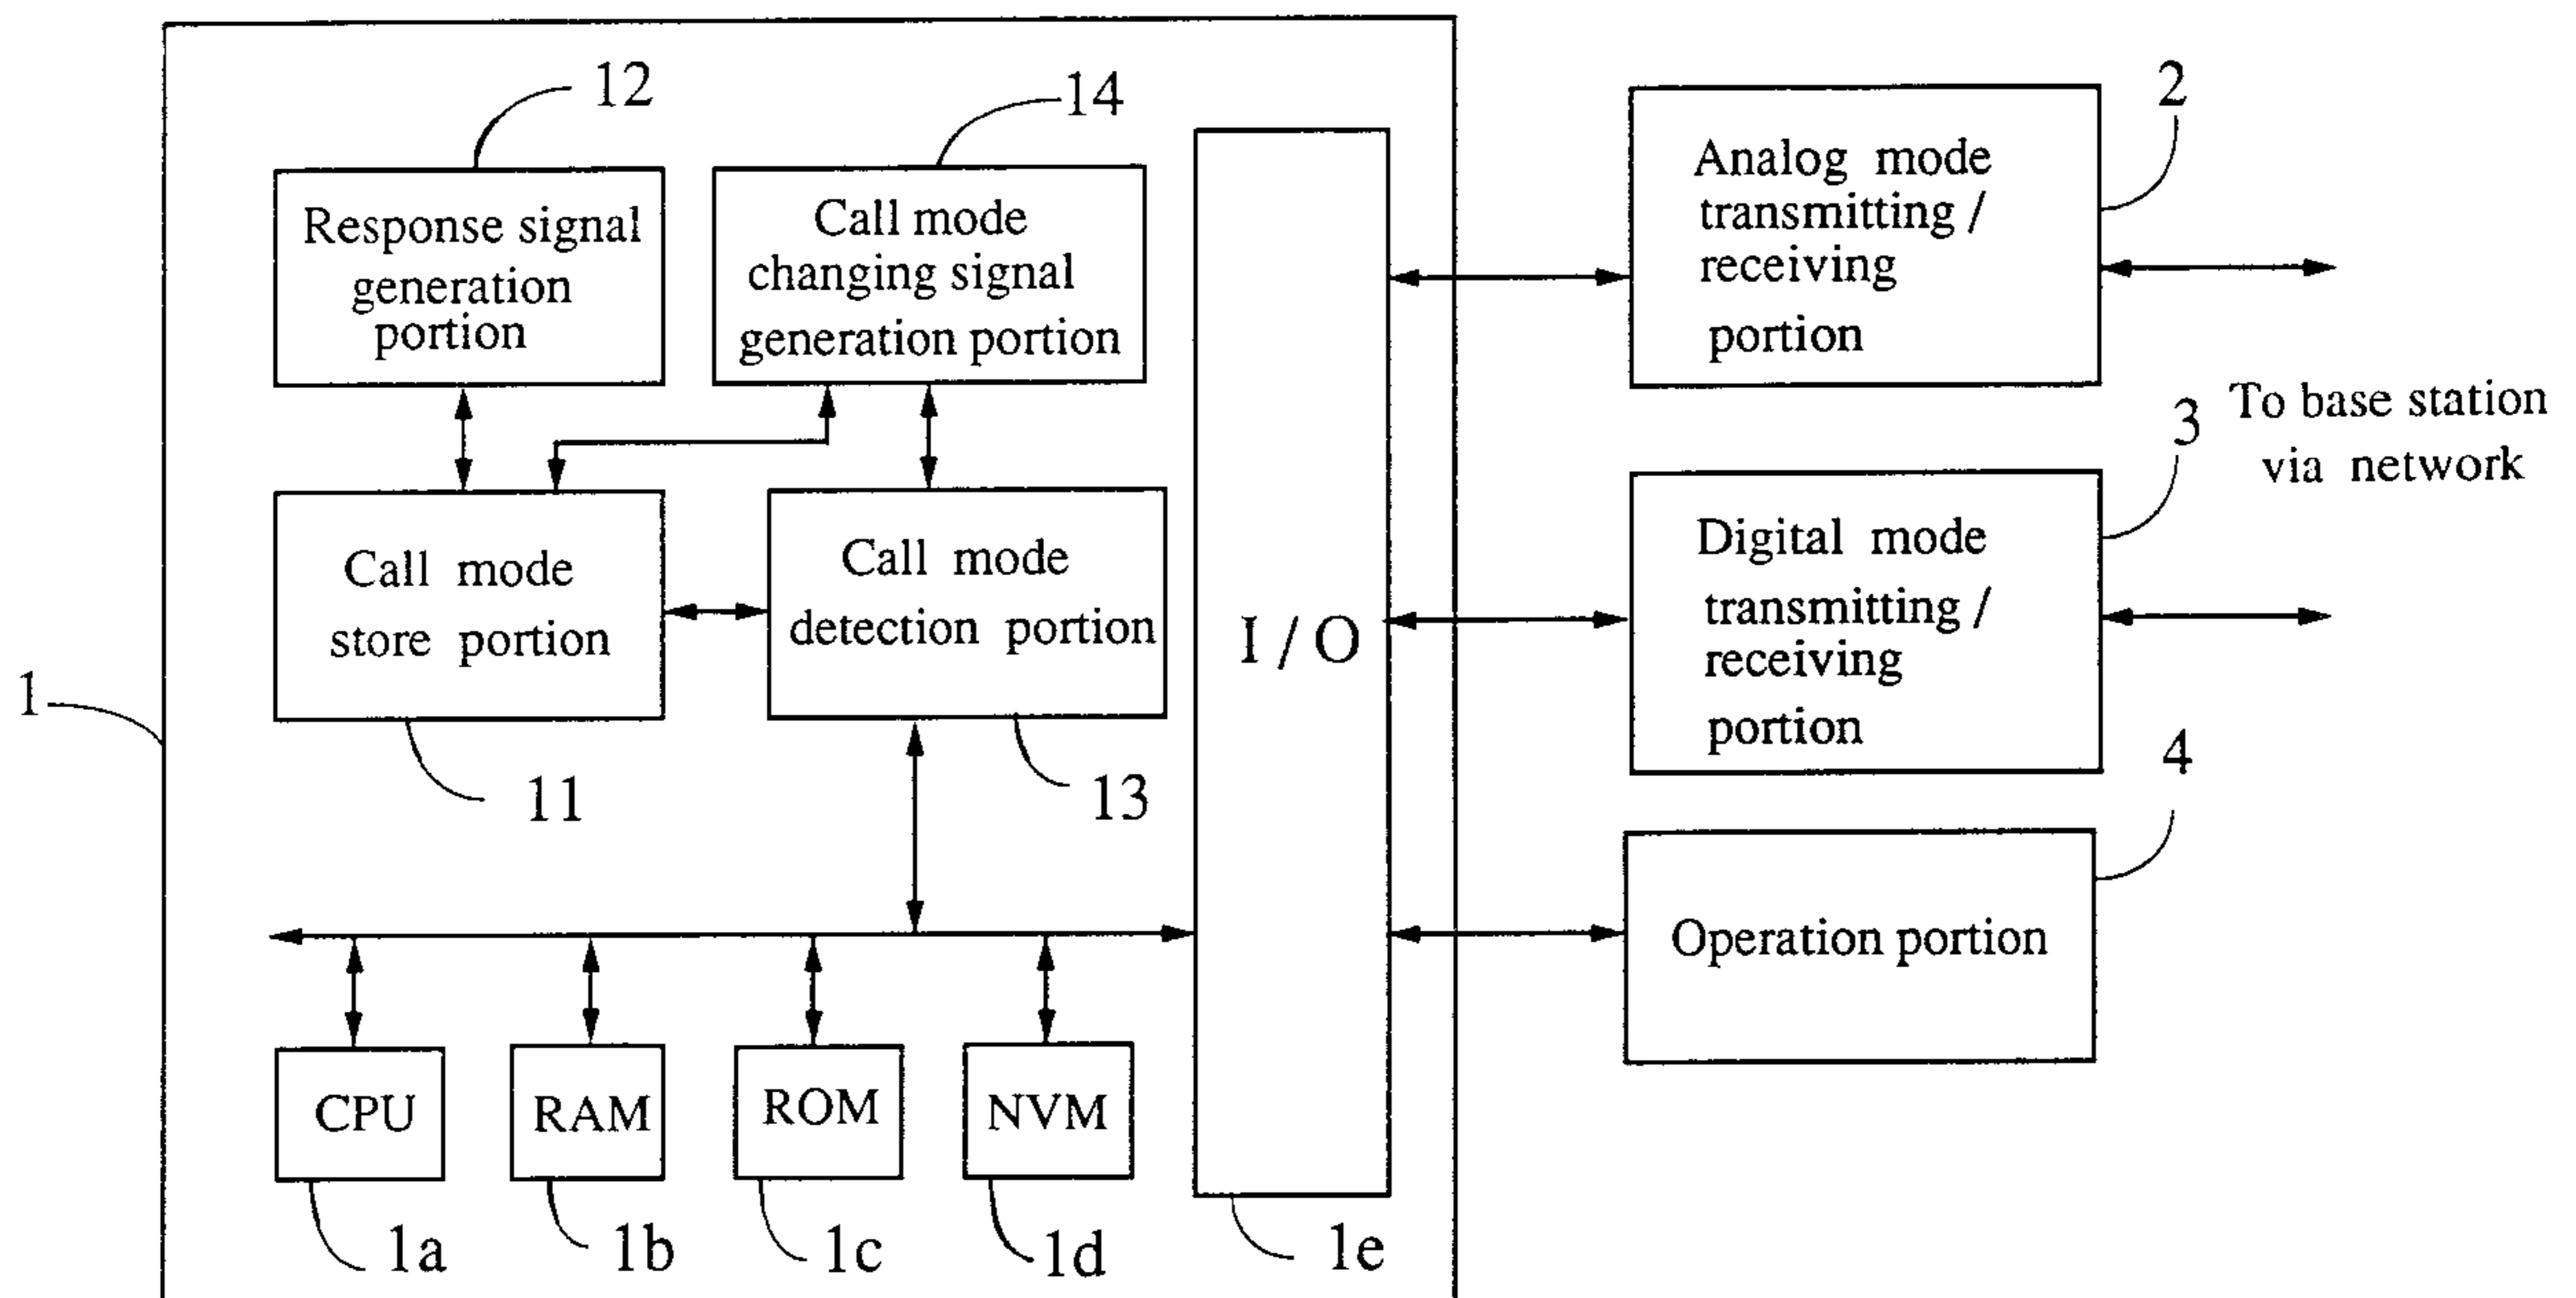 12
14
2
Response signal
generation
portion
Call mode
changing signal
generation portion
Analog mode
transmitting /
receiving
portion
3
To base station
via network
Call mode
store portion
Call mode
detection portion
I / O
Digital mode
transmitting /
receiving
portion
1
11
13
4
Operation portion
CPU
RAM
ROM
NVM
1a
1b
1c
1d
1e